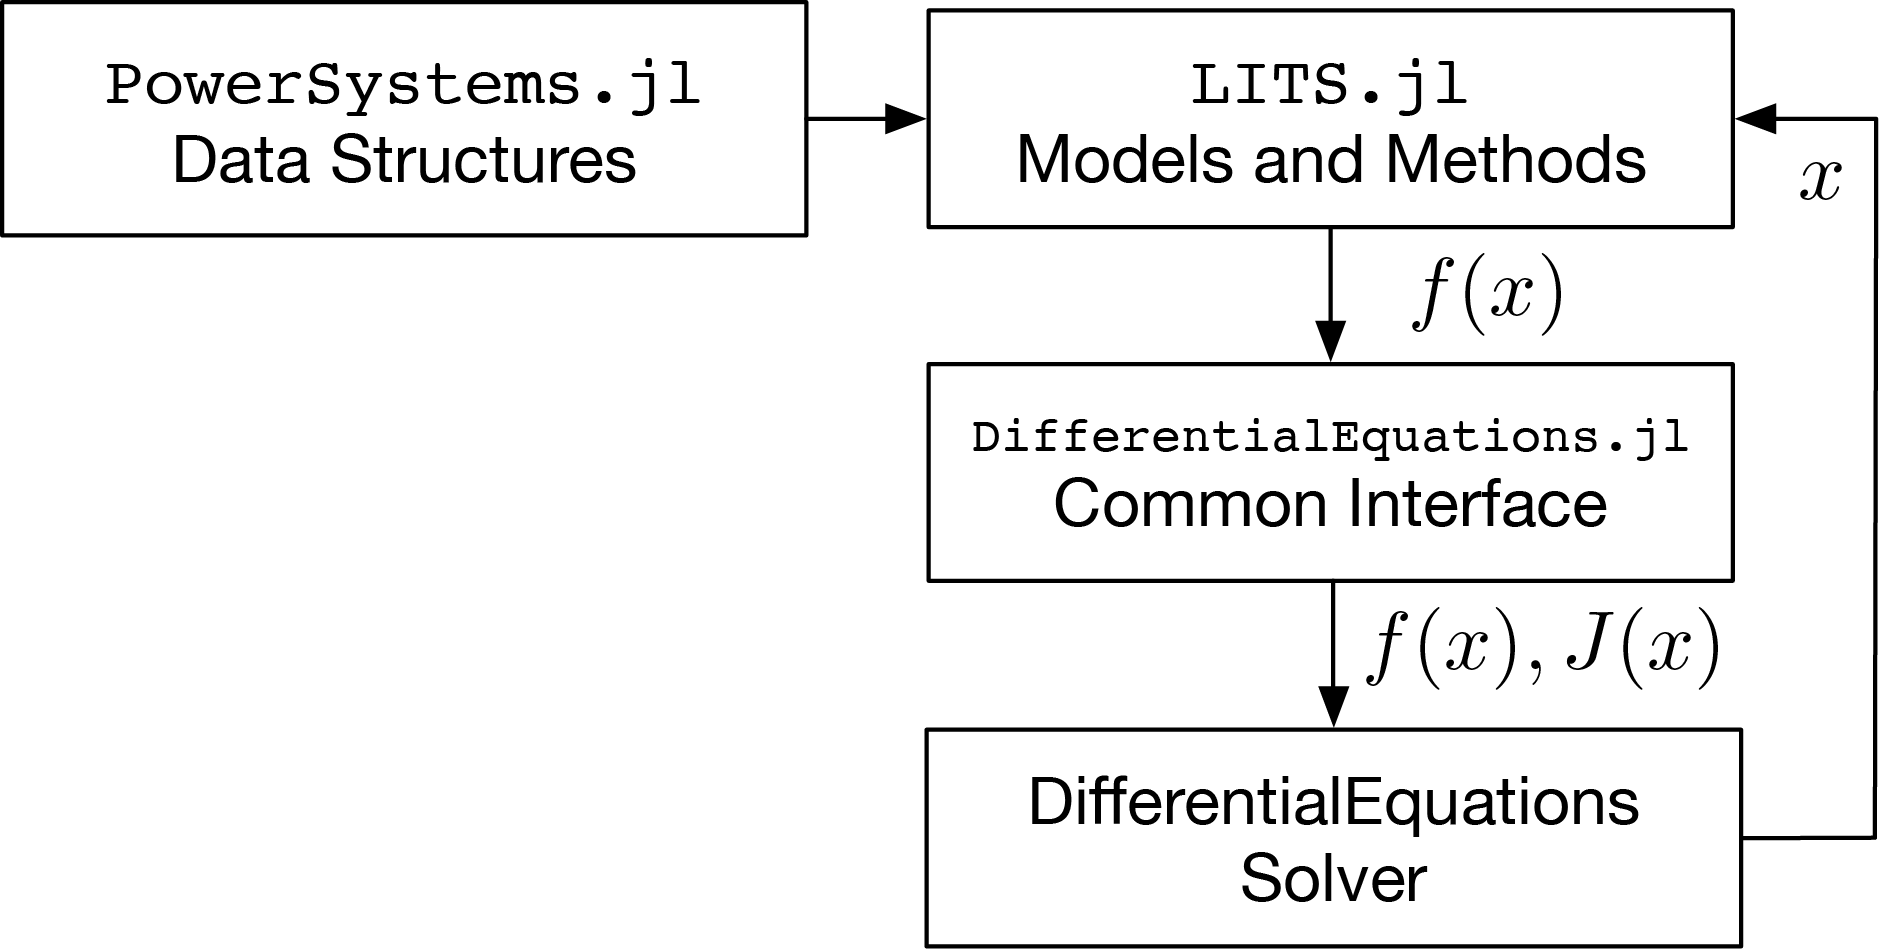 PowerSystems.jl
Data Structures
LITS.jl
Models and Methods
x
f(x)
DifferentialEquations.jl
Common Interface
f(x), J(x)
DifferentialEquations
Solver